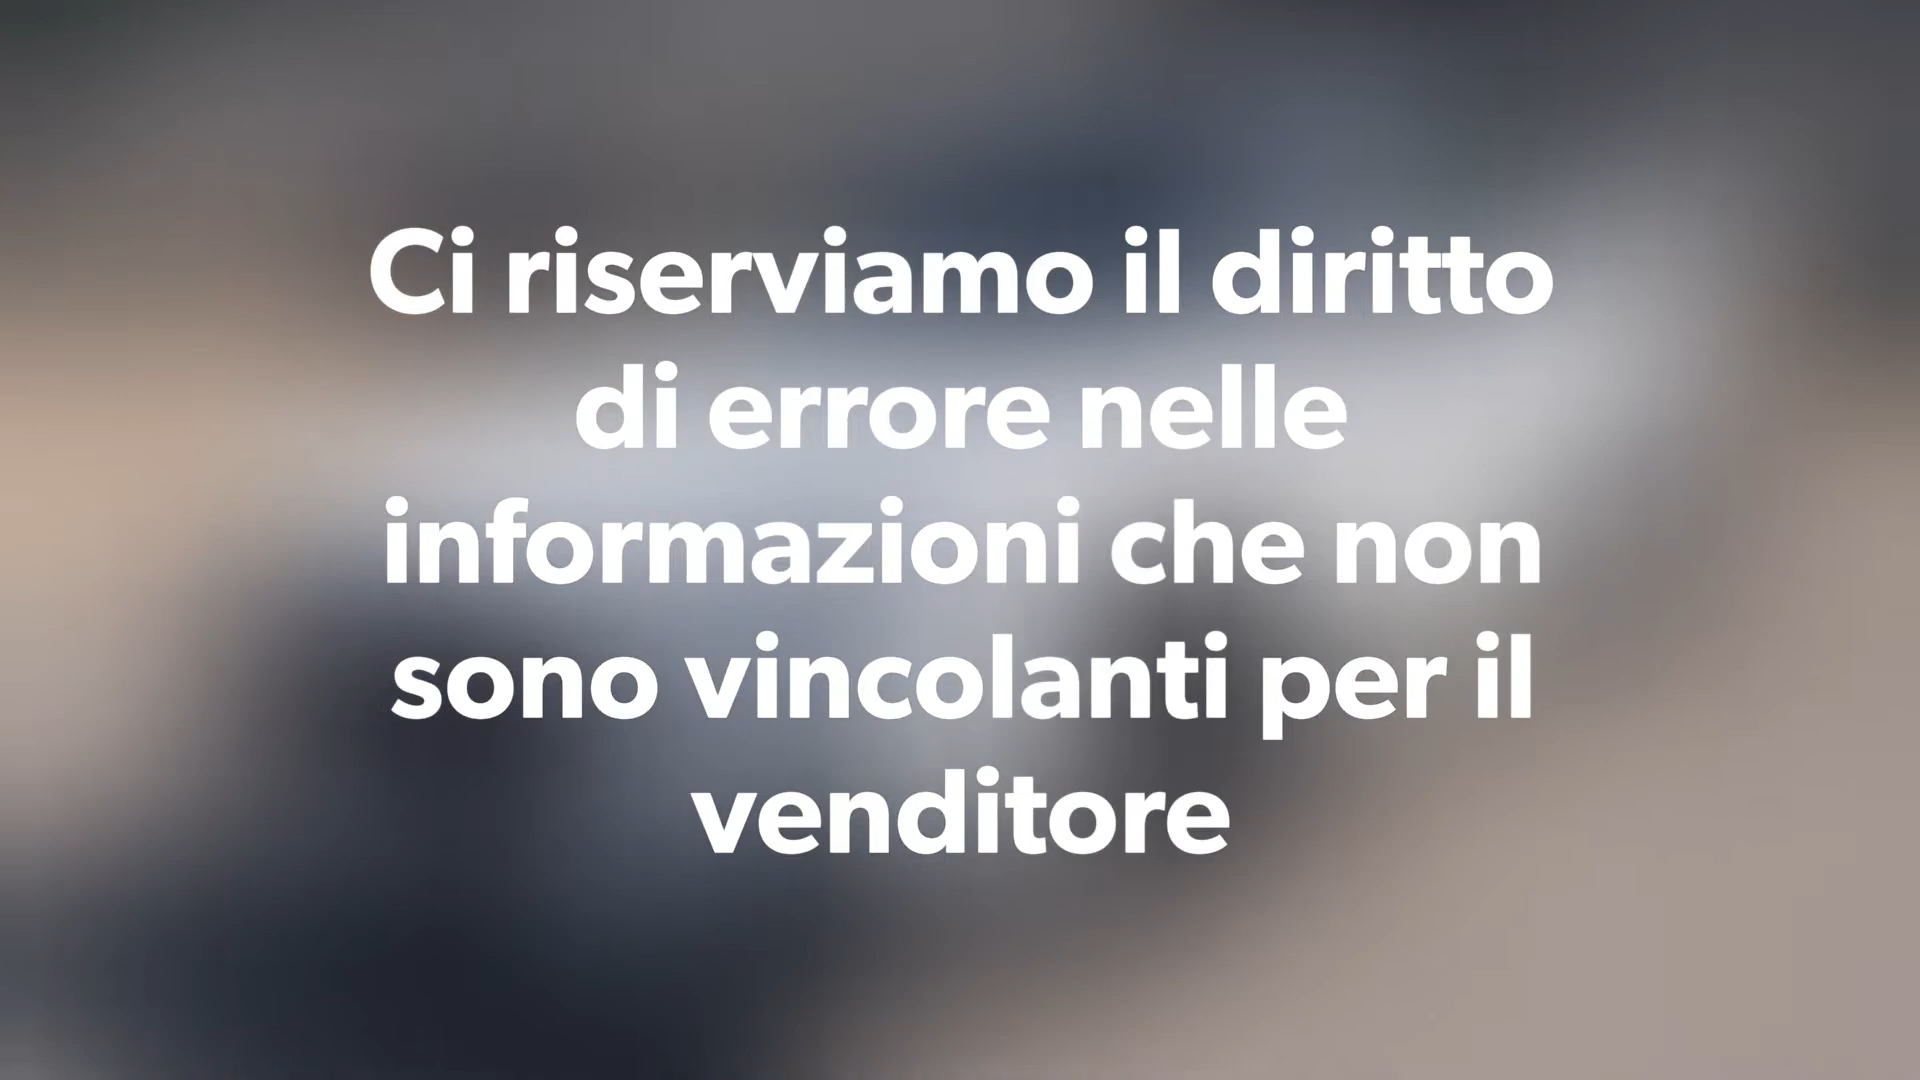 Ci riserviamo il diritto
di errore nelle
informazioni che non
sono vincolanti per il
venditore